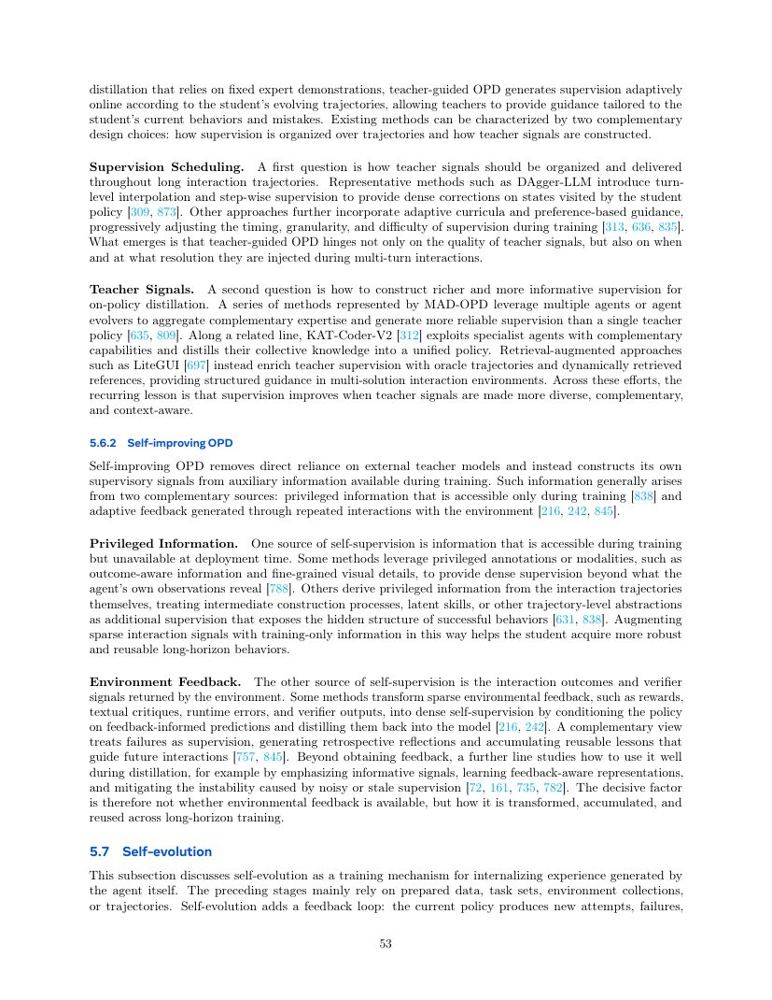 distillation that relies on fixed expert demonstrations, teacher-guided OPD generates supervision adaptively
online according to the student's evolving trajectories, allowing teachers to provide guidance tailored to the
student's current behaviors and mistakes. Existing methods can be characterized by two complementary
design choices: how supervision is organized over trajectories and how teacher signals are constructed.
Supervision Scheduling. A first question is how teacher signals should be organized and delivered
throughout long interaction trajectories. Representative methods such as DAgger-LLM introduce turn-
level interpolation and step-wise supervision to provide dense corrections on states visited by the student
policy [309, 873]. Other approaches further incorporate adaptive curricula and preference-based guidance,
progressively adjusting the timing, granularity, and difficulty of supervision during training [313, 636, 835].
What emerges is that teacher-guided OPD hinges not only on the quality of teacher signals, but also on when
and at what resolution they are injected during multi-turn interactions.
Teacher Signals. A second question is how to construct richer and more informative supervision for
on-policy distillation. A series of methods represented by MAD-OPD leverage multiple agents or agent
evolvers to aggregate complementary expertise and generate more reliable supervision than a single teacher
policy [635, 809]. Along a related line, KAT-Coder-V2 [312] exploits specialist agents with complementary
capabilities and distills their collective knowledge into a unified policy. Retrieval-augmented approaches
such as LiteGUI [697] instead enrich teacher supervision with oracle trajectories and dynamically retrieved
references, providing structured guidance in multi-solution interaction environments. Across these efforts, the
recurring lesson is that supervision improves when teacher signals are made more diverse, complementary,
and context-aware.
5.6.2 Self-improving OPD
Self-improving OPD removes direct reliance on external teacher models and instead constructs its own
supervisory signals from auxiliary information available during training. Such information generally arises
from two complementary sources: privileged information that is accessible only during training [838] and
adaptive feedback generated through repeated interactions with the environment [216, 242, 845].
Privileged Information. One source of self-supervision is information that is accessible during training
but unavailable at deployment time. Some methods leverage privileged annotations or modalities, such as
outcome-aware information and fine-grained visual details, to provide dense supervision beyond what the
agent's own observations reveal [788]. Others derive privileged information from the interaction trajectories
themselves, treating intermediate construction processes, latent skills, or other trajectory-level abstractions
as additional supervision that exposes the hidden structure of successful behaviors [631, 838]. Augmenting
sparse interaction signals with training-only information in this way helps the student acquire more robust
and reusable long-horizon behaviors.
Environment Feedback. The other source of self-supervision is the interaction outcomes and verifier
signals returned by the environment. Some methods transform sparse environmental feedback, such as rewards,
textual critiques, runtime errors, and verifier outputs, into dense self-supervision by conditioning the policy
on feedback-informed predictions and distilling them back into the model [216, 242]. A complementary view
treats failures as supervision, generating retrospective reflections and accumulating reusable lessons that
guide future interactions [757, 845]. Beyond obtaining feedback, a further line studies how to use it well
during distillation, for example by emphasizing informative signals, learning feedback-aware representations,
and mitigating the instability caused by noisy or stale supervision [72, 161, 735, 782]. The decisive factor
is therefore not whether environmental feedback is available, but how it is transformed, accumulated, and
reused across long-horizon training.
5.7 Self-evolution
This subsection discusses self-evolution as a training mechanism for internalizing experience generated by
the agent itself. The preceding stages mainly rely on prepared data, task sets, environment collections,
or trajectories. Self-evolution adds a feedback loop: the current policy produces new attempts, failures,
53